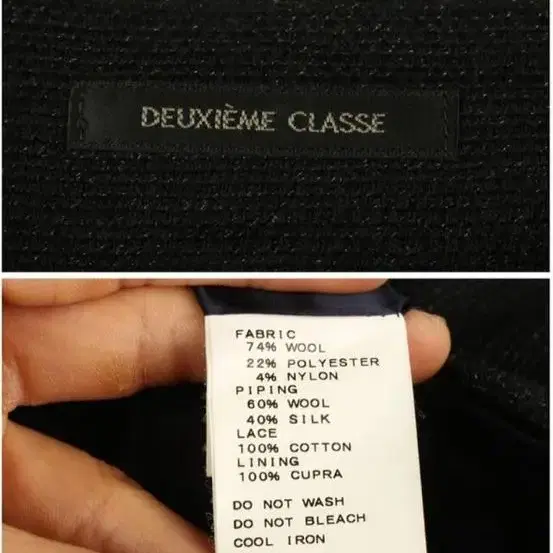 DEUXIÈME CLASSE
FABRIC
74% WOOL
22% POLYESTER
4% NYLON
PIPING
60% WOOL
40% SILK
LACE
100% COTTON
LINING
100% CUPRA
DO NOT WASH
DO NOT BLEACH
COOL IRON